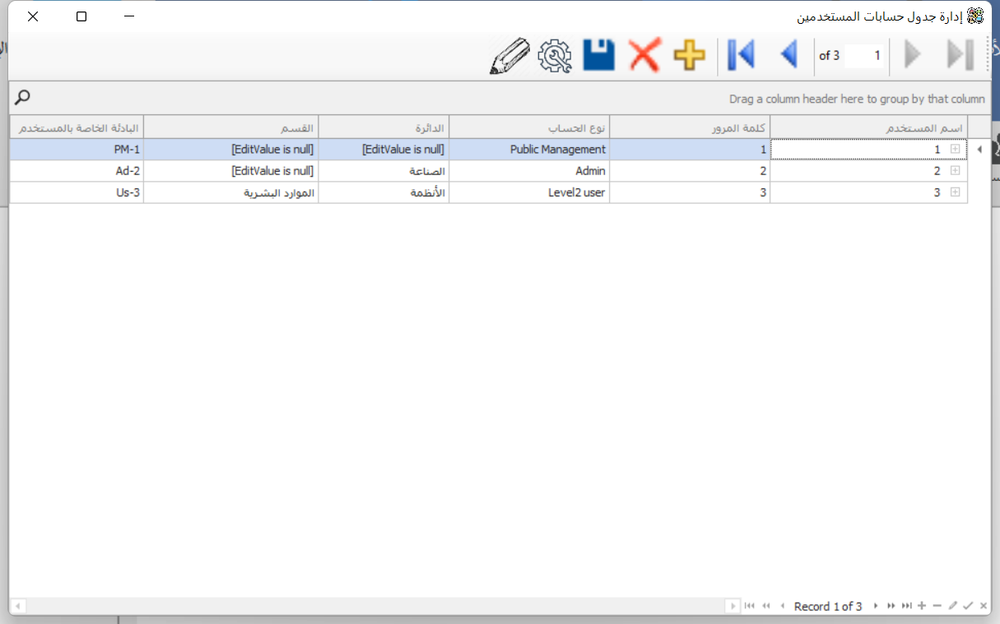 إدارة جدول حسابات المستخدمين
1 of 3
Drag a column header here to group by that column
اسم المستخدم كلمة المرور نوع الحساب الدائرة القسم البادئة الخاصة بالمستخدم
1 1 Public Management [EditValue is null] [EditValue is null] PM-1
2 2 Admin الصناعة [EditValue is null] Ad-2
3 3 Level2 user الأنظمة الموارد البشرية Us-3
Record 1 of 3